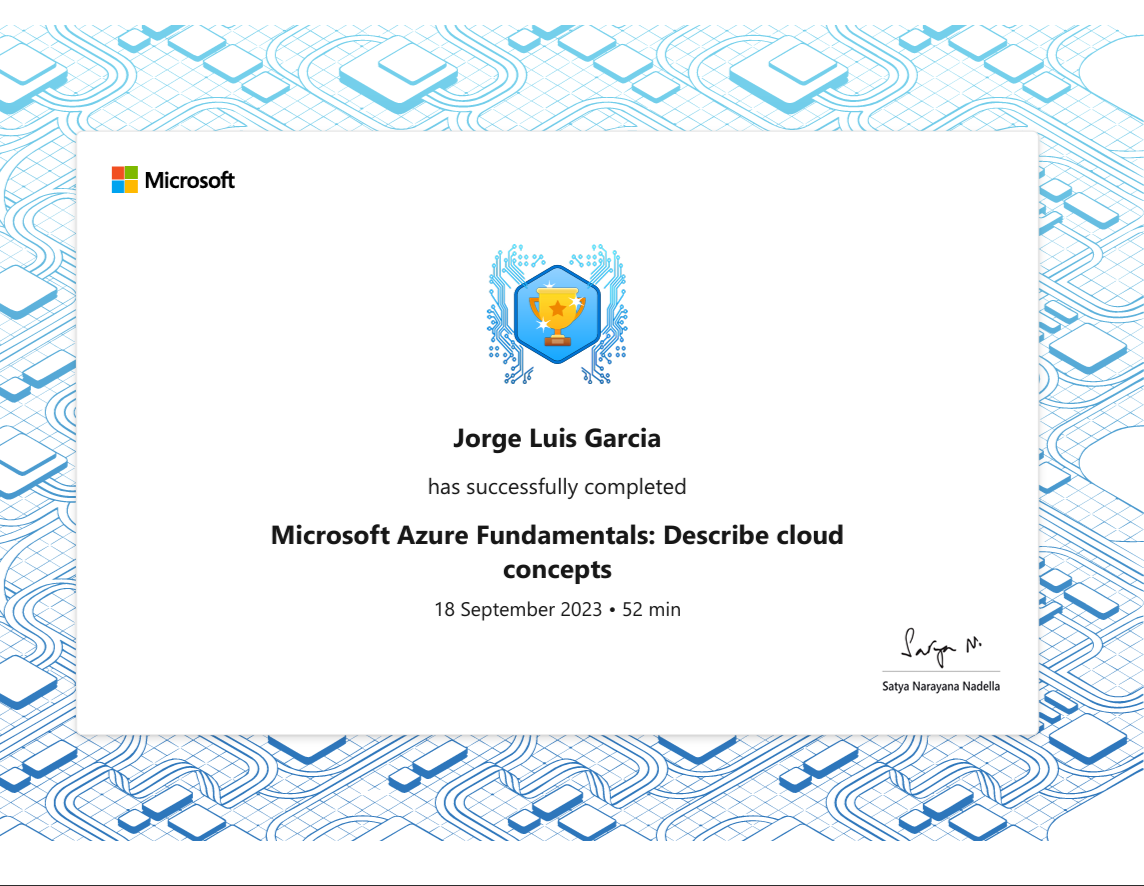 Microsoft
Jorge Luis Garcia
has successfully completed
Microsoft Azure Fundamentals: Describe cloud
concepts
18 September 2023 • 52 min
Satya N.
Satya Narayana Nadella